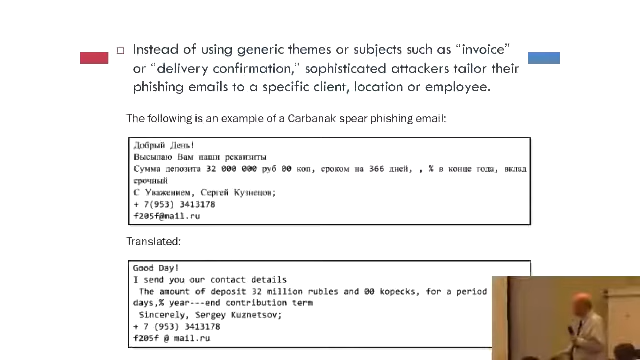 Instead of using generic themes or subjects such as “invoice”
or “delivery confirmation,” sophisticated attackers tailor their
phishing emails to a specific client, location or employee.
The following is an example of a Carbanak spear phishing email:
Добрый День!
Высылаю Вам наши реквизиты
Сумма депозита 32 000 000 руб 00 коп, сроком на 366 дней, , % в конце года, вклад
срочный
С Уважением, Сергей Кузнецов;
+ 7(953) 3413178
f205f@mail.ru
Translated:
Good Day!
I send you our contact details
The amount of deposit 32 million rubles and 00 kopecks, for a period
days,% year---end contribution term
Sincerely, Sergey Kuznetsov;
+ 7 (953) 3413178
f205f @ mail.ru